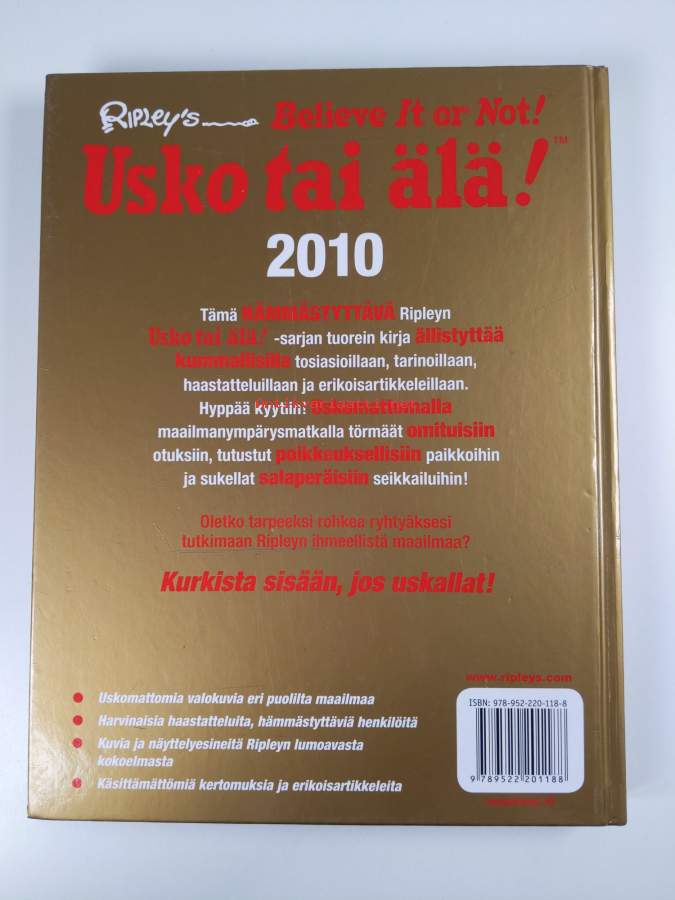 RIPLEY'S Believe It or Not!
Usko tai älä!™
2010
Tämä HÄMMÄSTYTTÄVÄ Ripleyn
Usko tai älä! -sarjan tuorein kirja ällistyttää
kummallisilla tosiasioillaan, tarinoillaan,
haastatteluillaan ja erikoisartikkeleillaan.
Hyppää kyytiin! Uskomattomalla
maailmanympärysmatkalla törmäät omituisiin
otuksiin, tutustut poikkeuksellisiin paikkoihin
ja sukellat salaperäisiin seikkailuihin!
Oletko tarpeeksi rohkea ryhtyäksesi
tutkimaan Ripleyn ihmeellistä maailmaa?
Kurkista sisään, jos uskallat!
www.ripleys.com
ISBN: 978-952-220-118-8
9 789522 201188
● Uskomattomia valokuvia eri puolilta maailmaa
● Harvinaisia haastatteluita, hämmästyttäviä henkilöitä
● Kuvia ja näyttelyesineitä Ripleyn lumoavasta
kokoelmasta
● Käsittämättömiä kertomuksia ja erikoisartikkeleita